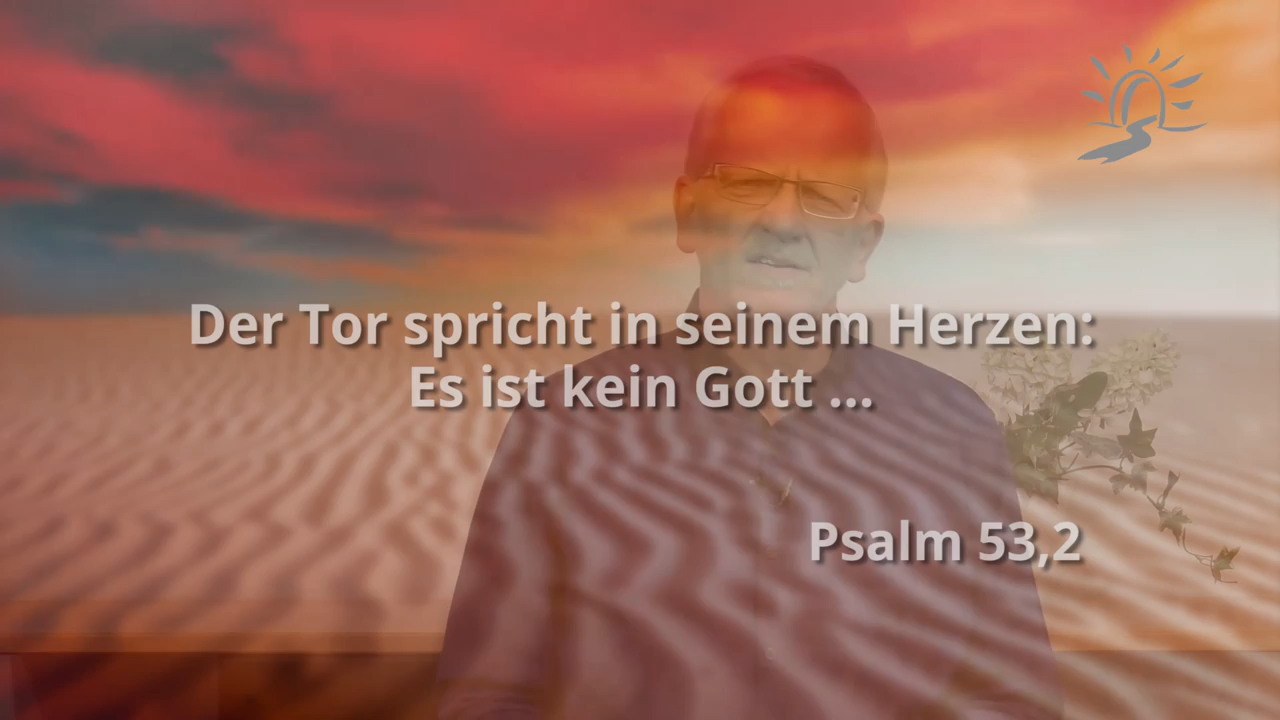 Der Tor spricht in seinem Herzen:
Es ist kein Gott ...
Psalm 53,2